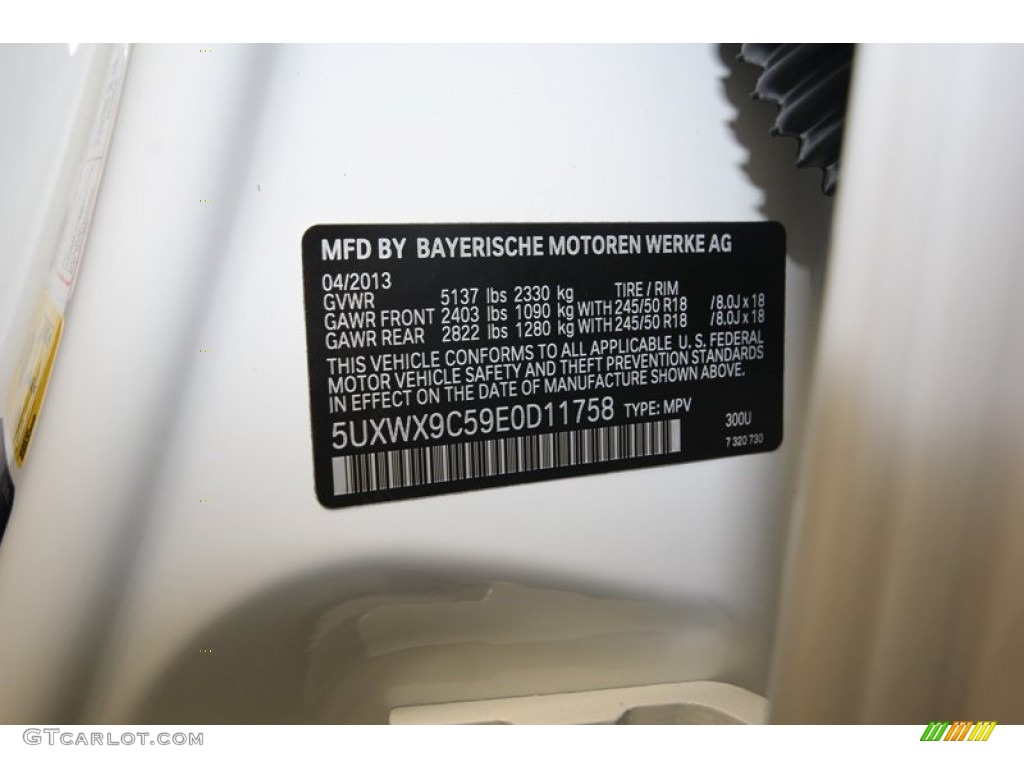 MFD BY BAYERISCHE MOTOREN WERKE AG
04/2013
GVWR 5137 lbs 2330 kg TIRE / RIM
GAWR FRONT 2403 lbs 1090 kg WITH 245/50 R18 / 8.0J x 18
GAWR REAR 2822 lbs 1280 kg WITH 245/50 R18 / 8.0J x 18
THIS VEHICLE CONFORMS TO ALL APPLICABLE U. S. FEDERAL
MOTOR VEHICLE SAFETY AND THEFT PREVENTION STANDARDS
IN EFFECT ON THE DATE OF MANUFACTURE SHOWN ABOVE.
5UXWX9C59E0D11758 TYPE: MPV
300U
7 320 730
GTCARLOT.COM